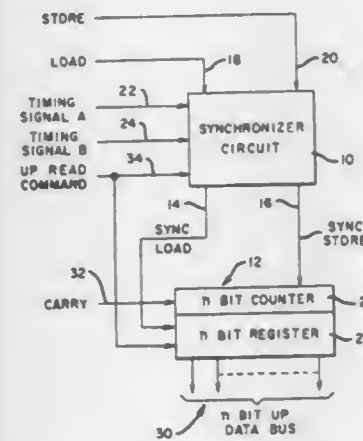 STORE
LOAD
18
20
TIMING
SIGNAL A
22
TIMING
SIGNAL B
24
UP READ
COMMAND
34
SYNCHRONIZER
CIRCUIT
10
14
16
SYNC
LOAD
SYNC
STORE
12
32
CARRY
n BIT COUNTER
n BIT REGISTER
30
n BIT UP
DATA BUS